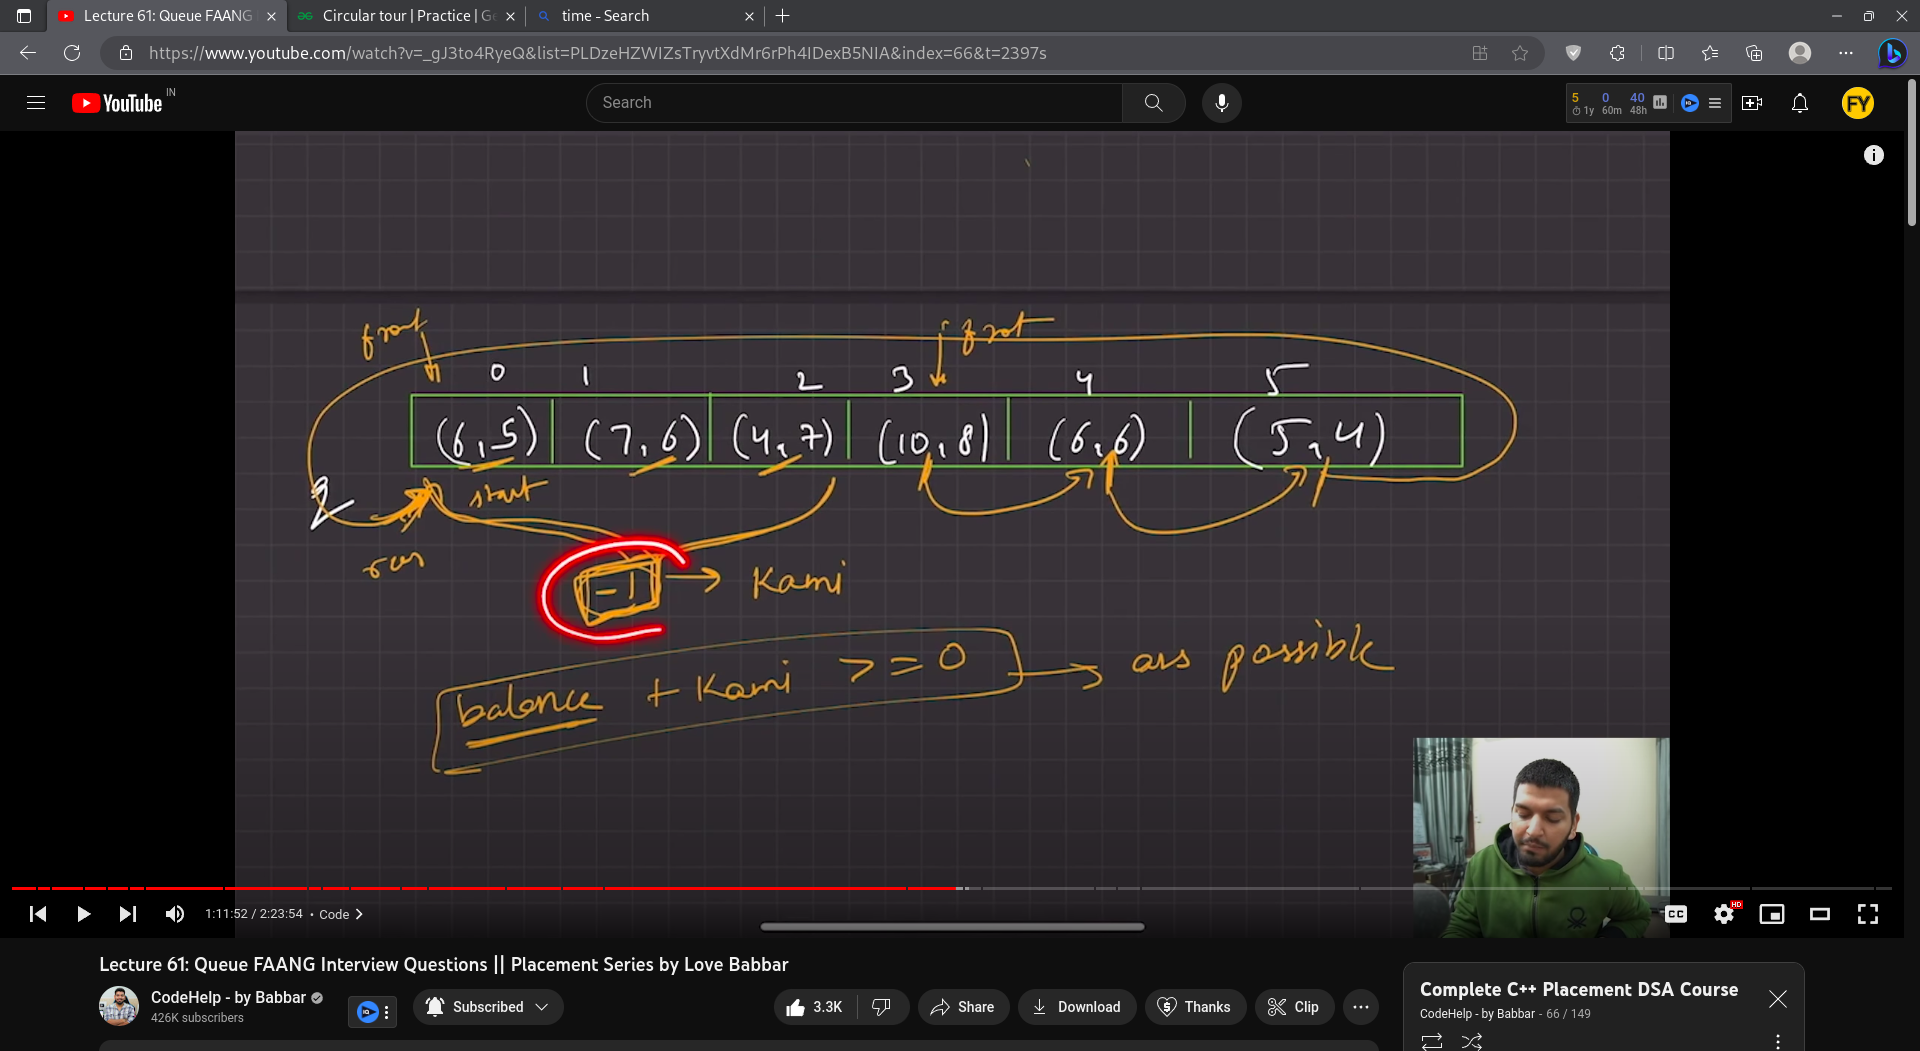 Lecture 61: Queue FAANG
Circular tour | Practice | Ge
time - Search
https://www.youtube.com/watch?v=_gJ3to4RyeQ&list=PLDzeHZWIZsTryvtXdMr6rPh4IDexB5NIA&index=66&t=2397s
YouTube IN
Search
5 0 40
1y 60m 48h
FY
front front
0 1 2 3 4 5
(6,5) (7,6) (4,7) (10,8) (6,6) (5,4)
start
-1 → Kami
balance + Kami >= 0 → ans possible
1:11:52 / 2:23:54 • Code
CC HD
Lecture 61: Queue FAANG Interview Questions || Placement Series by Love Babbar
CodeHelp - by Babbar
426K subscribers
Subscribed
3.3K
Share
Download
Thanks
Clip
Complete C++ Placement DSA Course
CodeHelp - by Babbar - 66 / 149